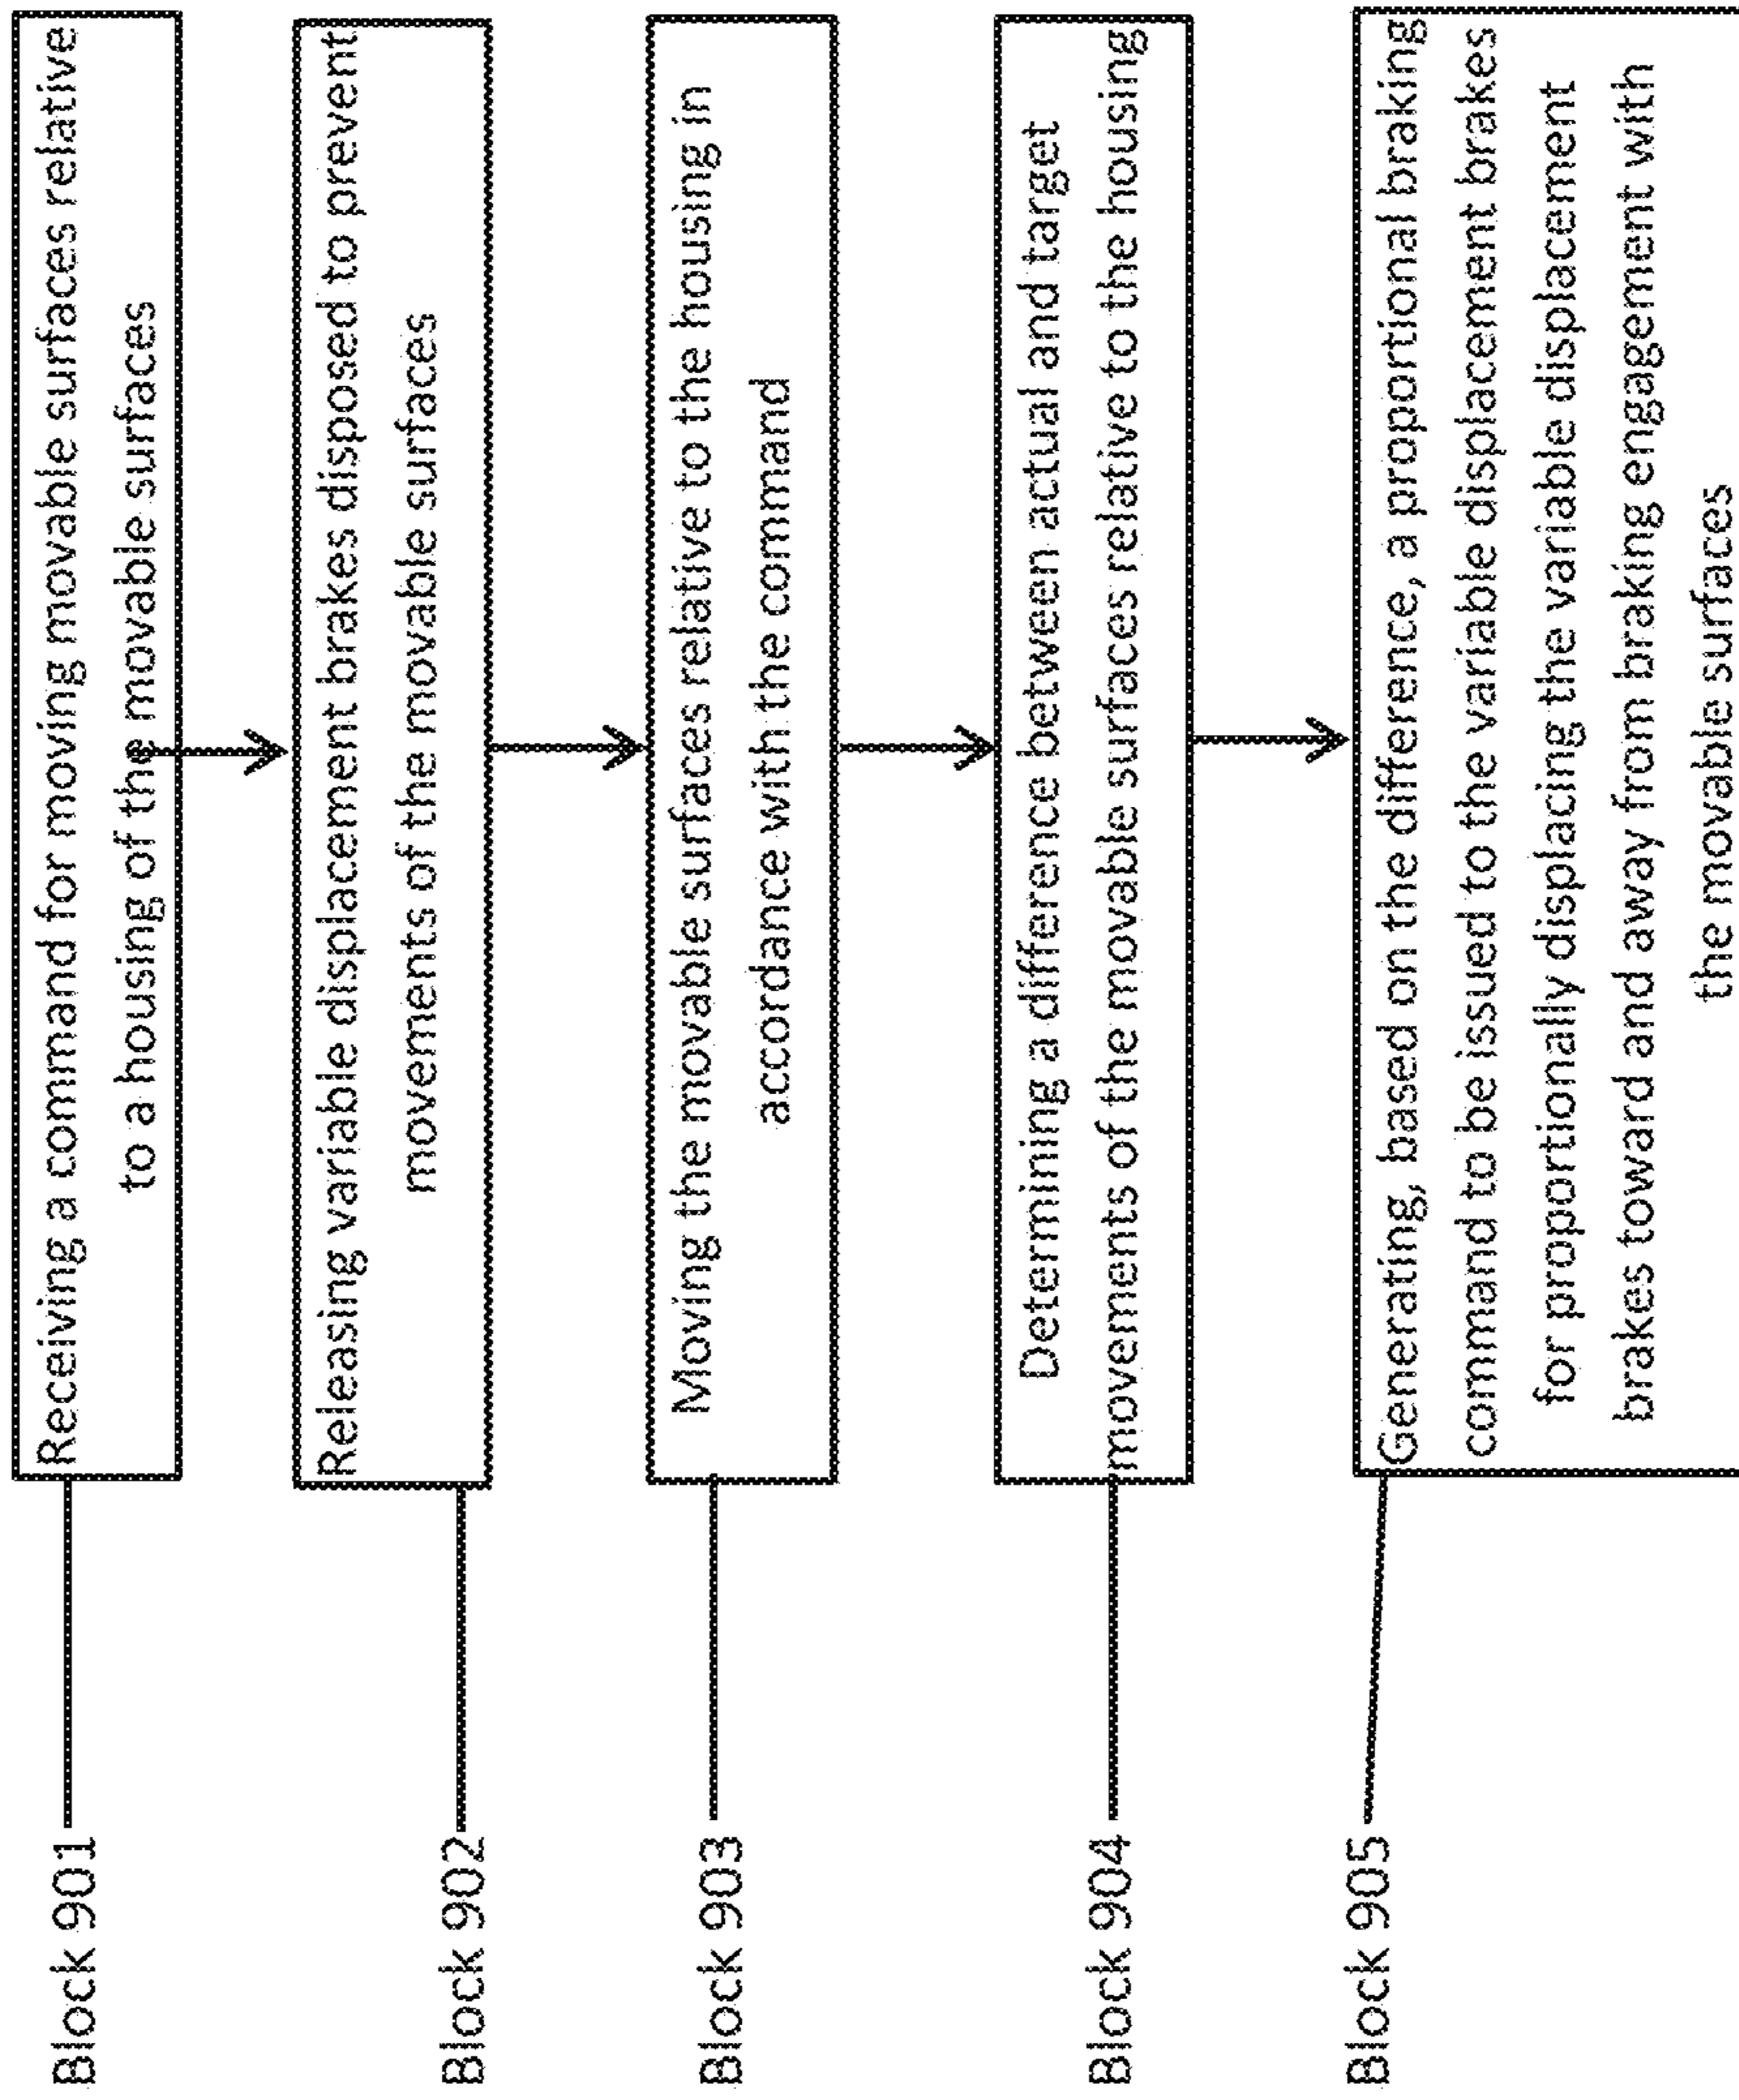 Block 901
Receiving a command for moving movable surfaces relative
to a housing of the movable surfaces
Block 902
Releasing variable displacement brakes disposed to prevent
movements of the movable surfaces
Block 903
Moving the movable surfaces relative to the housing in
accordance with the command
Block 904
Determining a difference between actual and target
movements of the movable surfaces relative to the housing
Block 905
Generating, based on the difference, a proportional braking
command to be issued to the variable displacement brakes
for proportionally displacing the variable displacement
brakes toward and away from braking engagement with
the movable surfaces